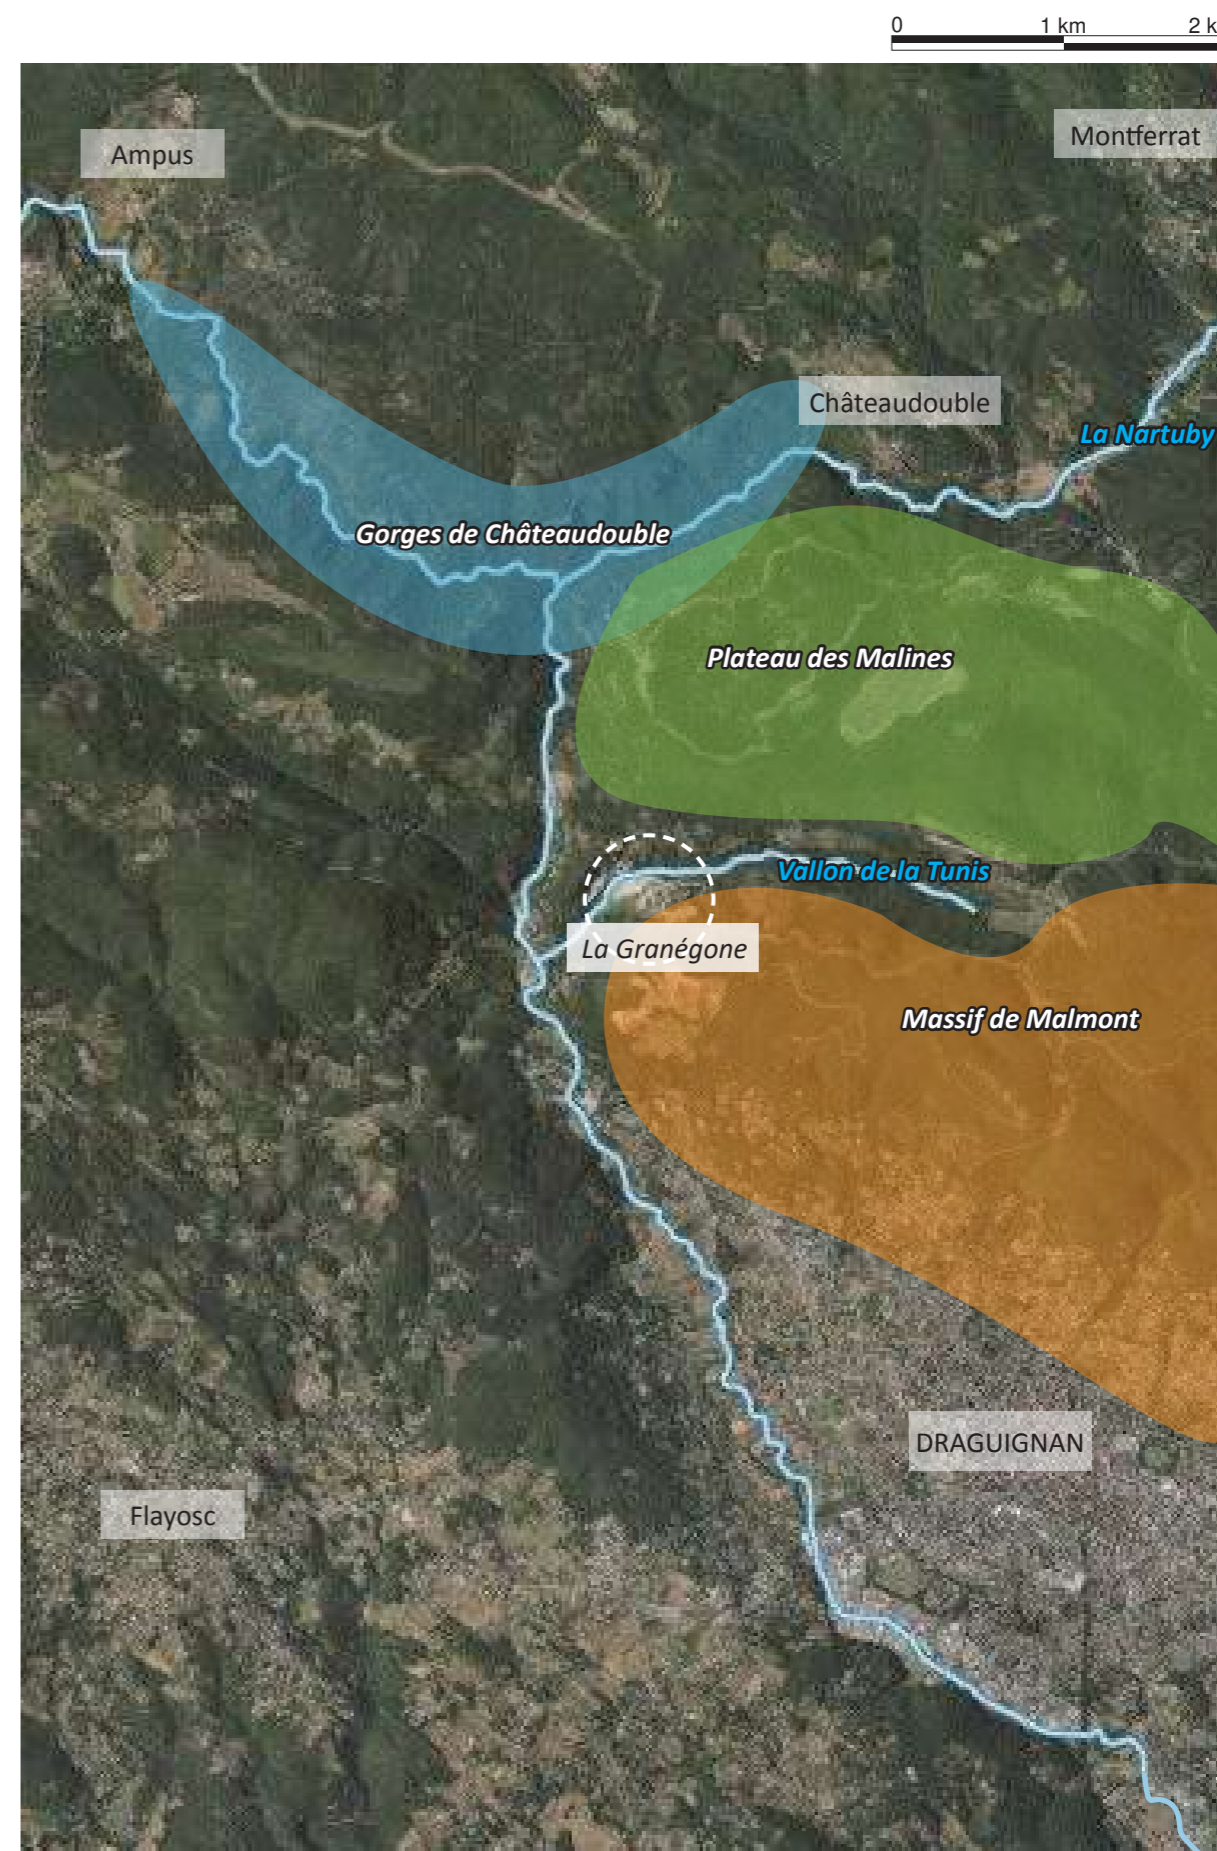 0 1 km 2 k
Ampus
Montferrat
Châteaudouble
La Nartuby
Gorges de Châteaudouble
Plateau des Malines
Vallon de la Tunis
La Granégone
Massif de Malmont
DRAGUIGNAN
Flayosc